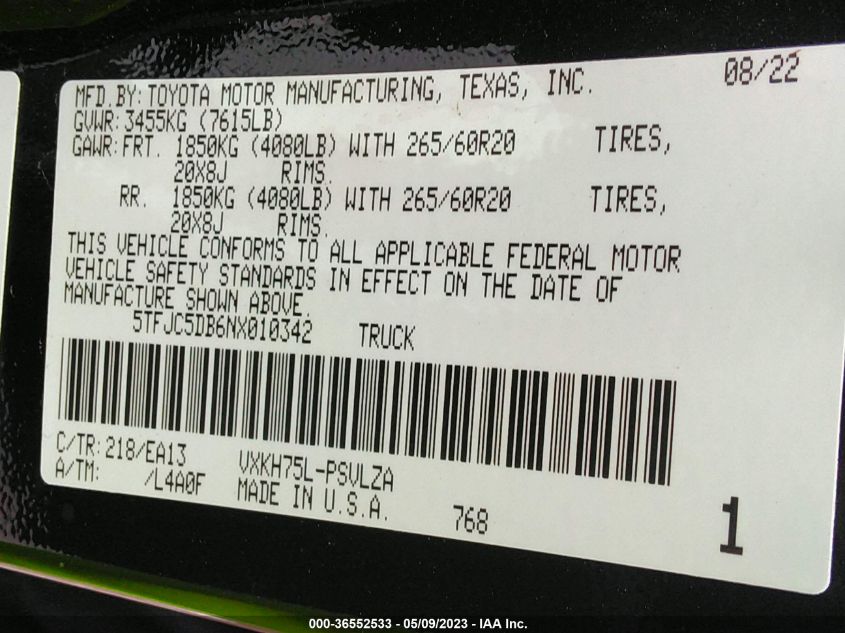 08/22
MFD.BY: TOYOTA MOTOR MANUFACTURING, TEXAS, INC.
GVWR: 3455KG (7615LB)
GAWR: FRT. 1850KG (4080LB) WITH 265/60R20 TIRES,
20X8J RIMS.
RR. 1850KG (4080LB) WITH 265/60R20 TIRES,
20X8J RIMS.
THIS VEHICLE CONFORMS TO ALL APPLICABLE FEDERAL MOTOR
VEHICLE SAFETY STANDARDS IN EFFECT ON THE DATE OF
MANUFACTURE SHOWN ABOVE.
5TFJC5DB6NX010342 TRUCK
C/TR: 218/EA13 VXKH75L-PSVLZA
A/TM: /L4A0F MADE IN U.S.A. 768
1
000-36552533 - 05/09/2023 - IAA Inc.